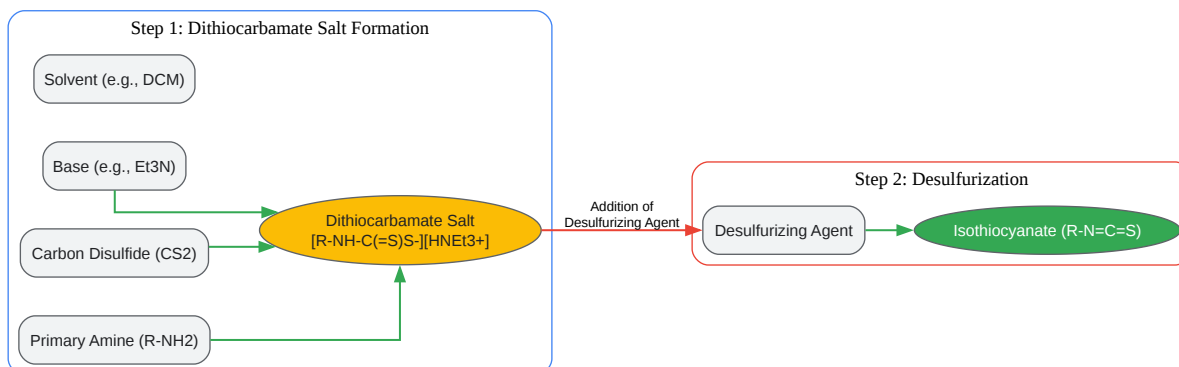 Step 1: Dithiocarbamate Salt Formation
Solvent (e.g., DCM)
Base (e.g., Et3N)
Carbon Disulfide (CS2)
Primary Amine (R-NH2)
Dithiocarbamate Salt
[R-NH-C(=S)S-][HNEt3+]
Addition of
Desulfurizing Agent
Step 2: Desulfurization
Desulfurizing Agent
Isothiocyanate (R-N=C=S)